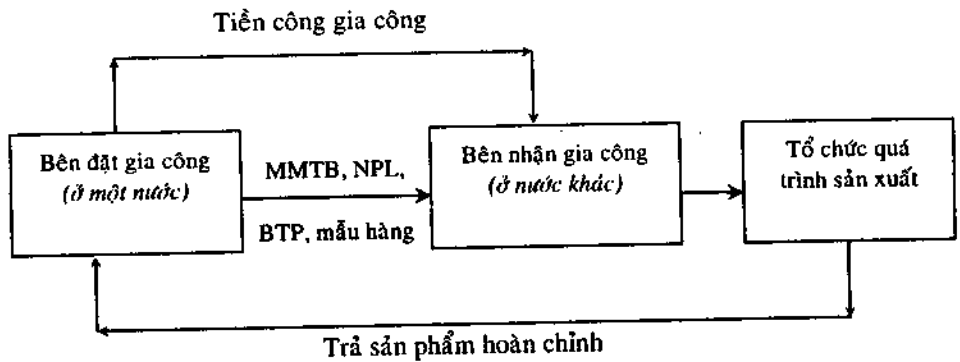 Tiền công gia công
Bên đặt gia công
(ở một nước)
MMTB, NPL,
BTP, mẫu hàng
Bên nhận gia công
(ở nước khác)
Tổ chức quá
trình sản xuất
Trả sản phẩm hoàn chỉnh